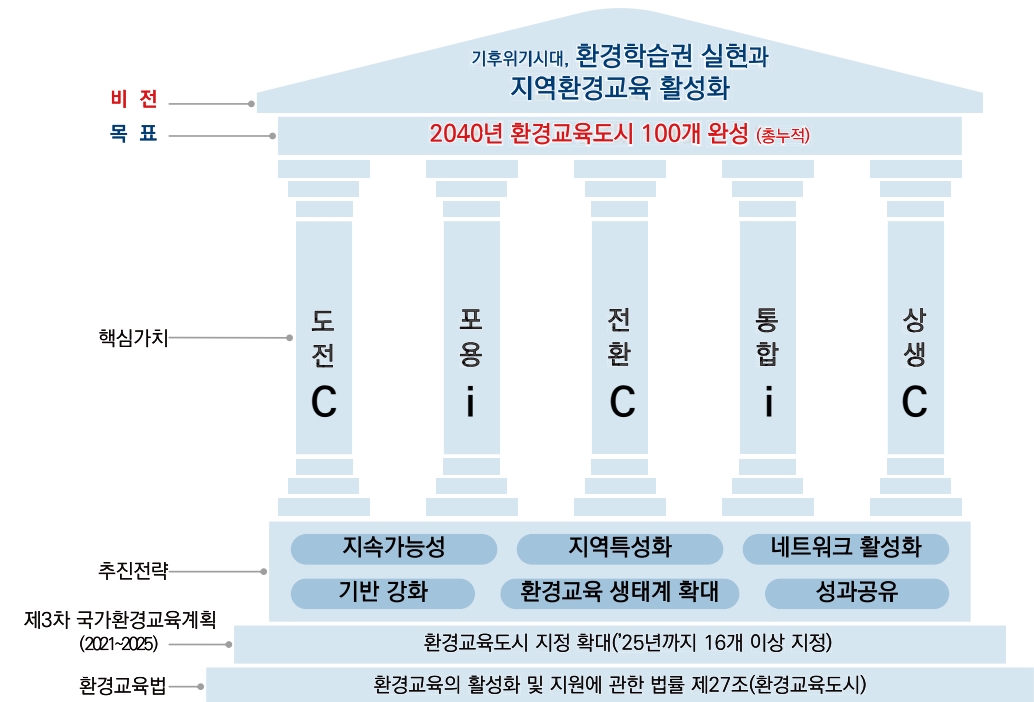 기후위기시대, 환경학습권 실현과
지역환경교육 활성화
비 전
목 표
2040년 환경교육도시 100개 완성 (총누적)
핵심가치
도전 C
포용 i
전환 C
통합 i
상생 C
추진전략
지속가능성
지역특성화
네트워크 활성화
기반 강화
환경교육 생태계 확대
성과공유
제3차 국가환경교육계획
(2021~2025)
환경교육도시 지정 확대('25년까지 16개 이상 지정)
환경교육법
환경교육의 활성화 및 지원에 관한 법률 제27조(환경교육도시)